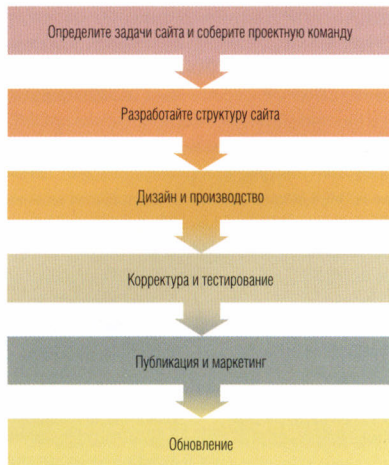 Определите задачи сайта и соберите проектную команду
Разработайте структуру сайта
Дизайн и производство
Корректура и тестирование
Публикация и маркетинг
Обновление